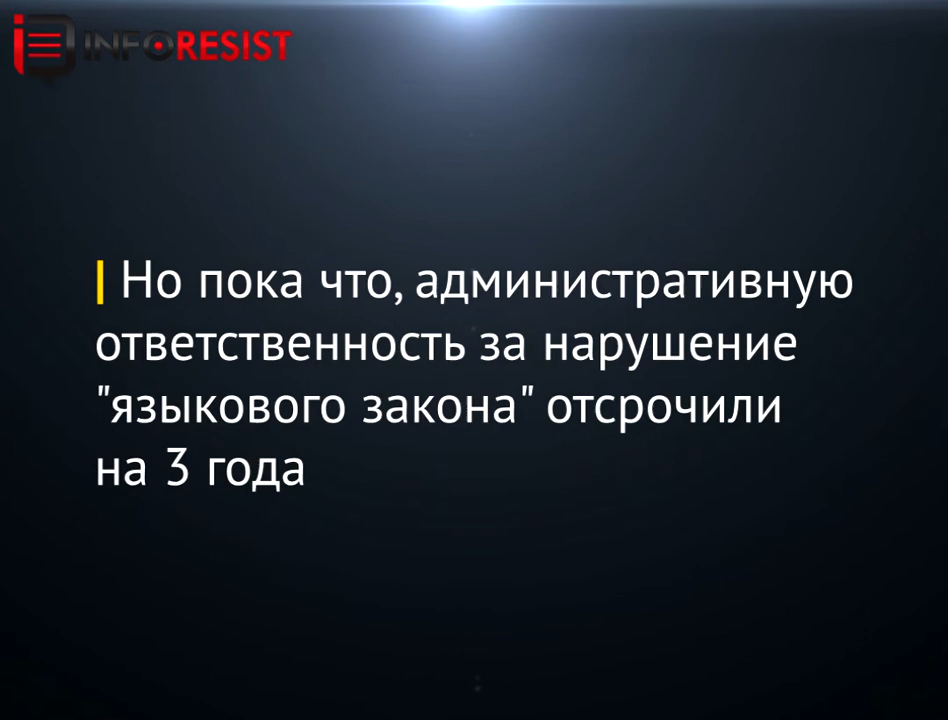 INFORESIST
| Но пока что, административную
ответственность за нарушение
"языкового закона" отсрочили
на 3 года